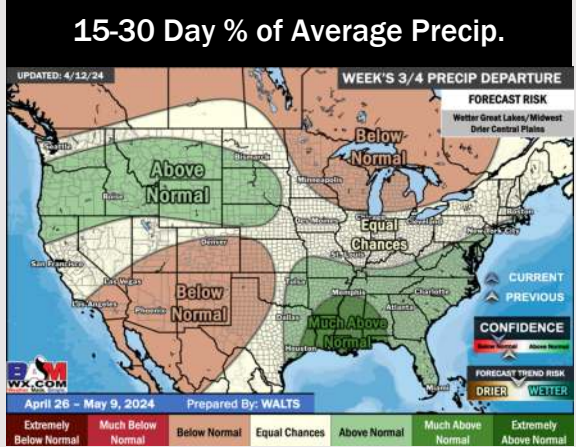 15-30 Day % of Average Precip.
UPDATED: 4/12/24
WEEK'S 3/4 PRECIP DEPARTURE
FORECAST RISK
Wetter Great Lakes/Midwest
Drier Central Plains
Seattle
Below
Normal
Above
Normal
Bismarck
Minneapolis
Boise
Des Moines
Equal
Chances
Cleveland
Boston
New York City
Denver
St. Louis
San Francisco
Las Vegas
Below
Normal
Tulsa
Memphis
Charlotte
Los Angeles
Phoenix
Atlanta
Dallas
Much Above
Normal
Houston
Miami
CURRENT
PREVIOUS
CONFIDENCE
Below Normal
Above Normal
FORECAST TREND RISK
DRIER
WETTER
BAM
WX.COM
April 26 – May 9, 2024
Prepared By: WALTS
Extremely
Below Normal
Much Below
Normal
Below Normal
Equal Chances
Above Normal
Much Above
Normal
Extremely
Above Normal